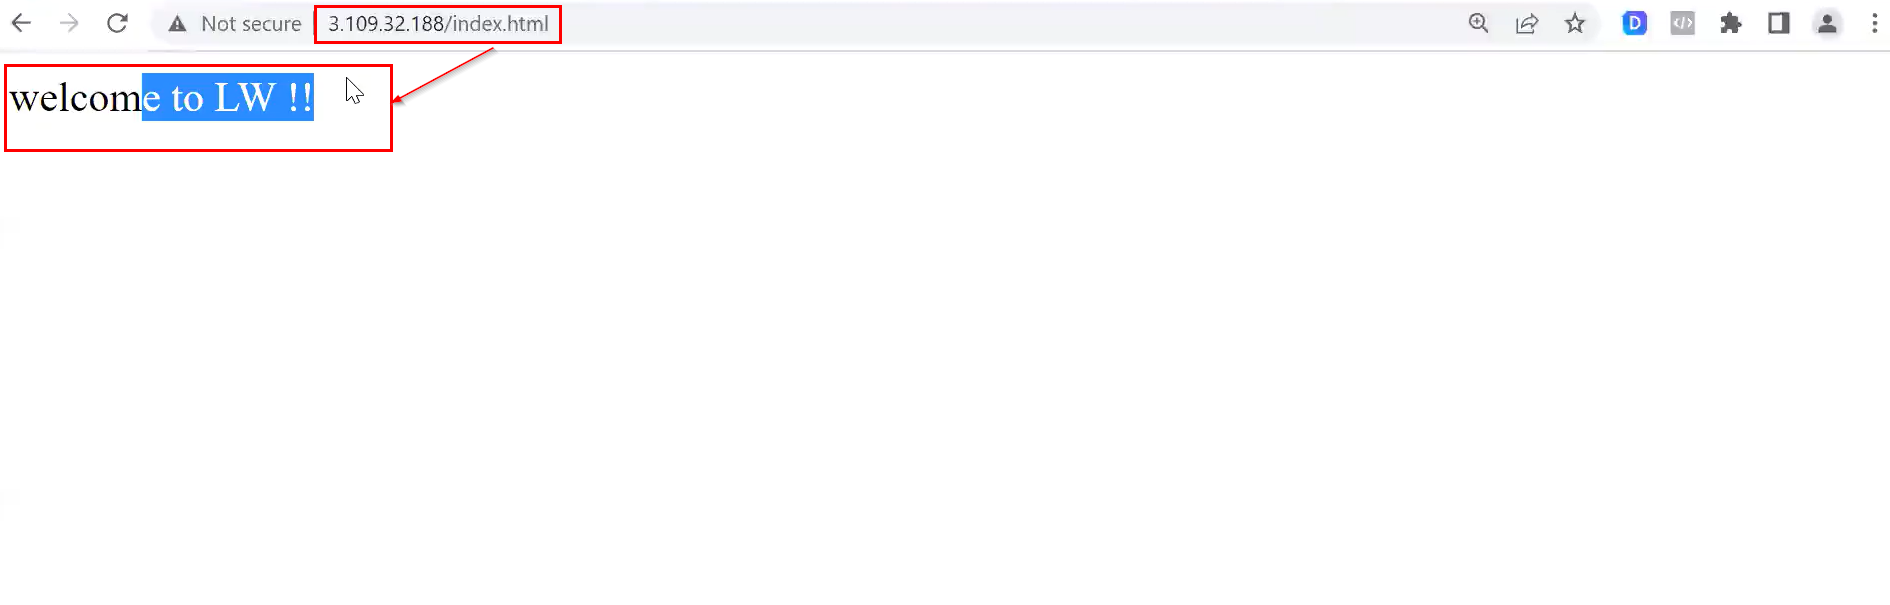 Not secure 3.109.32.188/index.html
D </>
welcome to LW !!